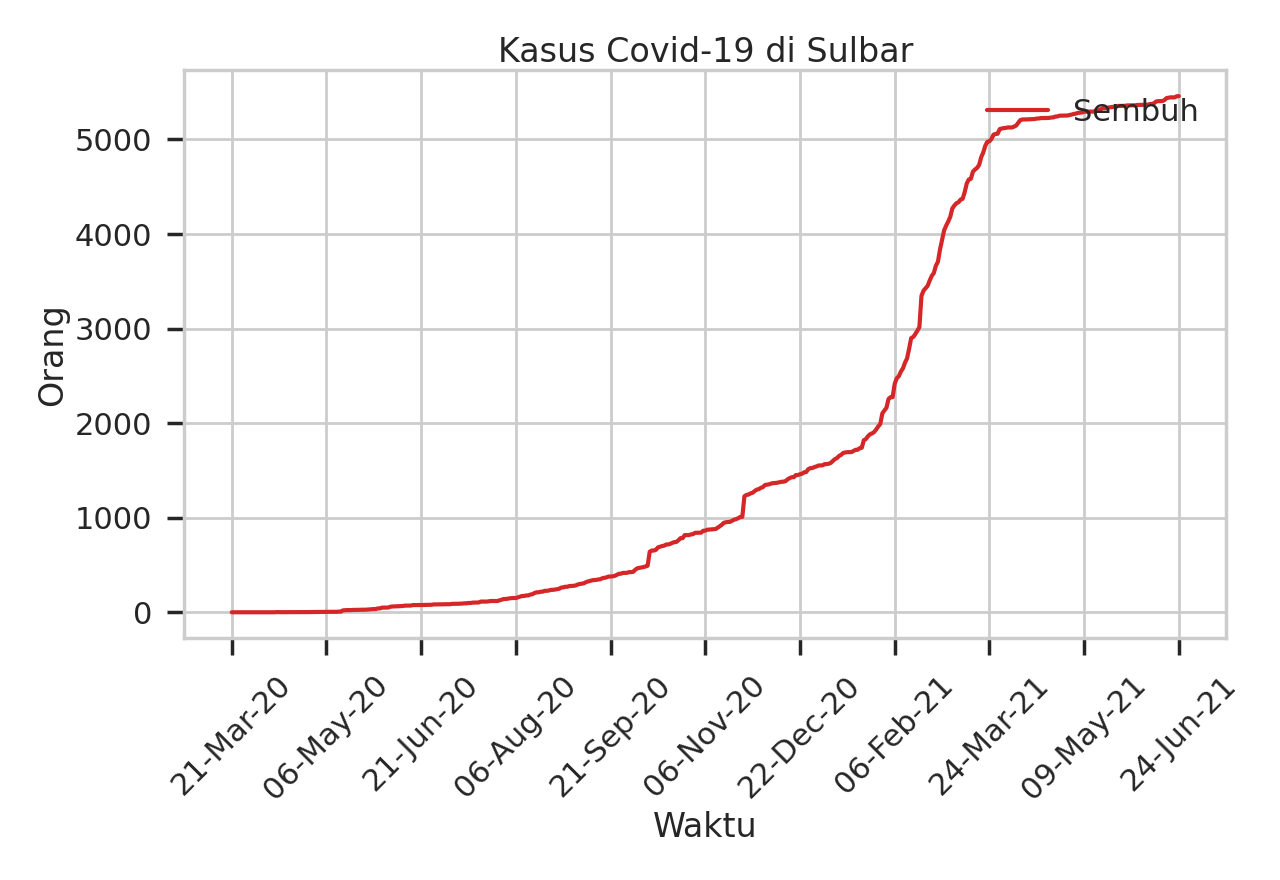 Kasus Covid-19 di Sulbar
Sembuh
Orang
5000
4000
3000
2000
1000
0
21-Mar-20
06-May-20
21-Jun-20
06-Aug-20
21-Sep-20
06-Nov-20
22-Dec-20
06-Feb-21
24-Mar-21
09-May-21
24-Jun-21
Waktu